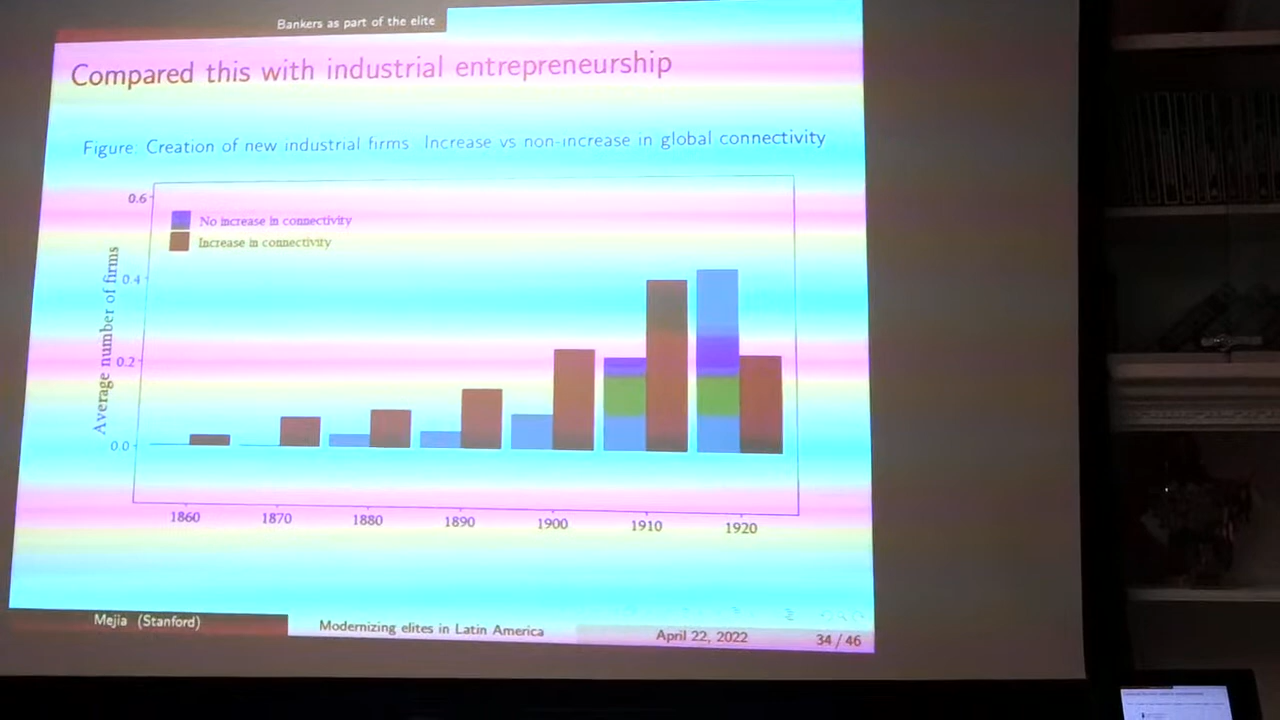 Bankers as part of the elite
Compared this with industrial entrepreneurship
Figure: Creation of new industrial firms Increase vs non-increase in global connectivity
0.6
No increase in connectivity
Increase in connectivity
0.4
Average number of firms
0.2
0.0
1860 1870 1880 1890 1900 1910 1920
Mejia (Stanford) Modernizing elites in Latin America April 22, 2022 34 / 46